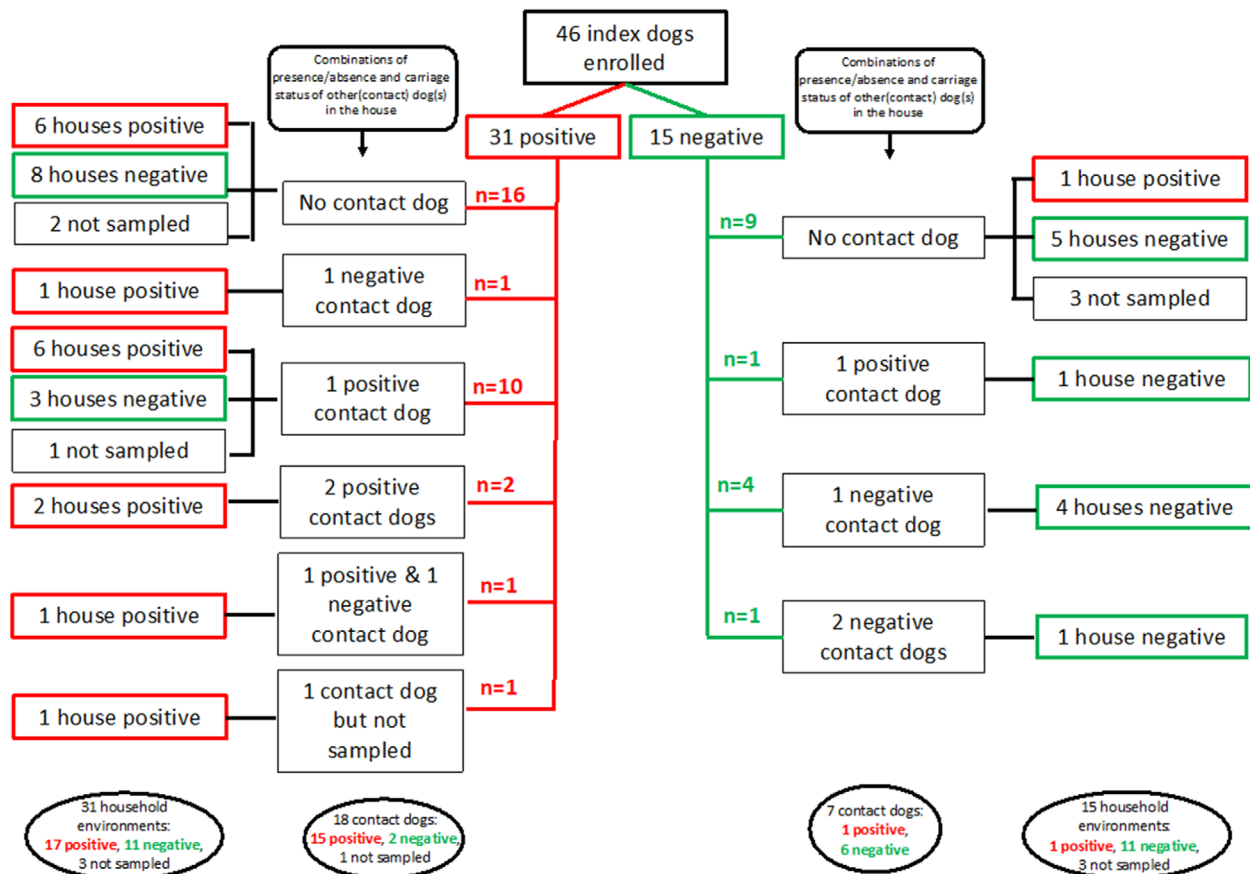 46 index dogs
enrolled
31 positive
15 negative
Combinations of
presence/absence and carriage
status of other(contact) dog(s)
in the house
6 houses positive
8 houses negative
2 not sampled
No contact dog
n=16
1 house positive
1 negative
contact dog
n=1
6 houses positive
3 houses negative
1 not sampled
1 positive
contact dog
n=10
2 houses positive
2 positive
contact dogs
n=2
1 house positive
1 positive & 1
negative
contact dog
n=1
1 house positive
1 contact dog
but not
sampled
n=1
31 household
environments:
17 positive, 11 negative,
3 not sampled
18 contact dogs:
15 positive, 2 negative,
1 not sampled
Combinations of
presence/absence and carriage
status of other(contact) dog(s)
in the house
n=9
No contact dog
1 house positive
5 houses negative
3 not sampled
n=1
1 positive
contact dog
1 house negative
n=4
1 negative
contact dog
4 houses negative
n=1
2 negative
contact dogs
1 house negative
7 contact dogs:
1 positive,
6 negative
15 household
environments:
1 positive, 11 negative,
3 not sampled